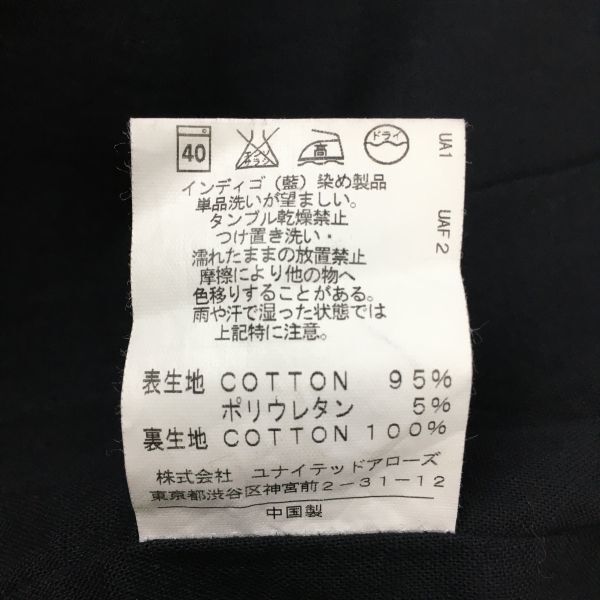 40 エンソ サラシ 高 ドライ
インディゴ（藍）染め製品
単品洗いが望ましい。
タンブル乾燥禁止
つけ置き洗い・
濡れたままの放置禁止
摩擦により他の物へ
色移りすることがある。
雨や汗で湿った状態では
上記特に注意。
表生地 COTTON 95%
ポリウレタン 5%
裏生地 COTTON 100%
株式会社 ユナイテッドアローズ
東京都渋谷区神宮前2－31－12
中国製
UA1 UAF 2